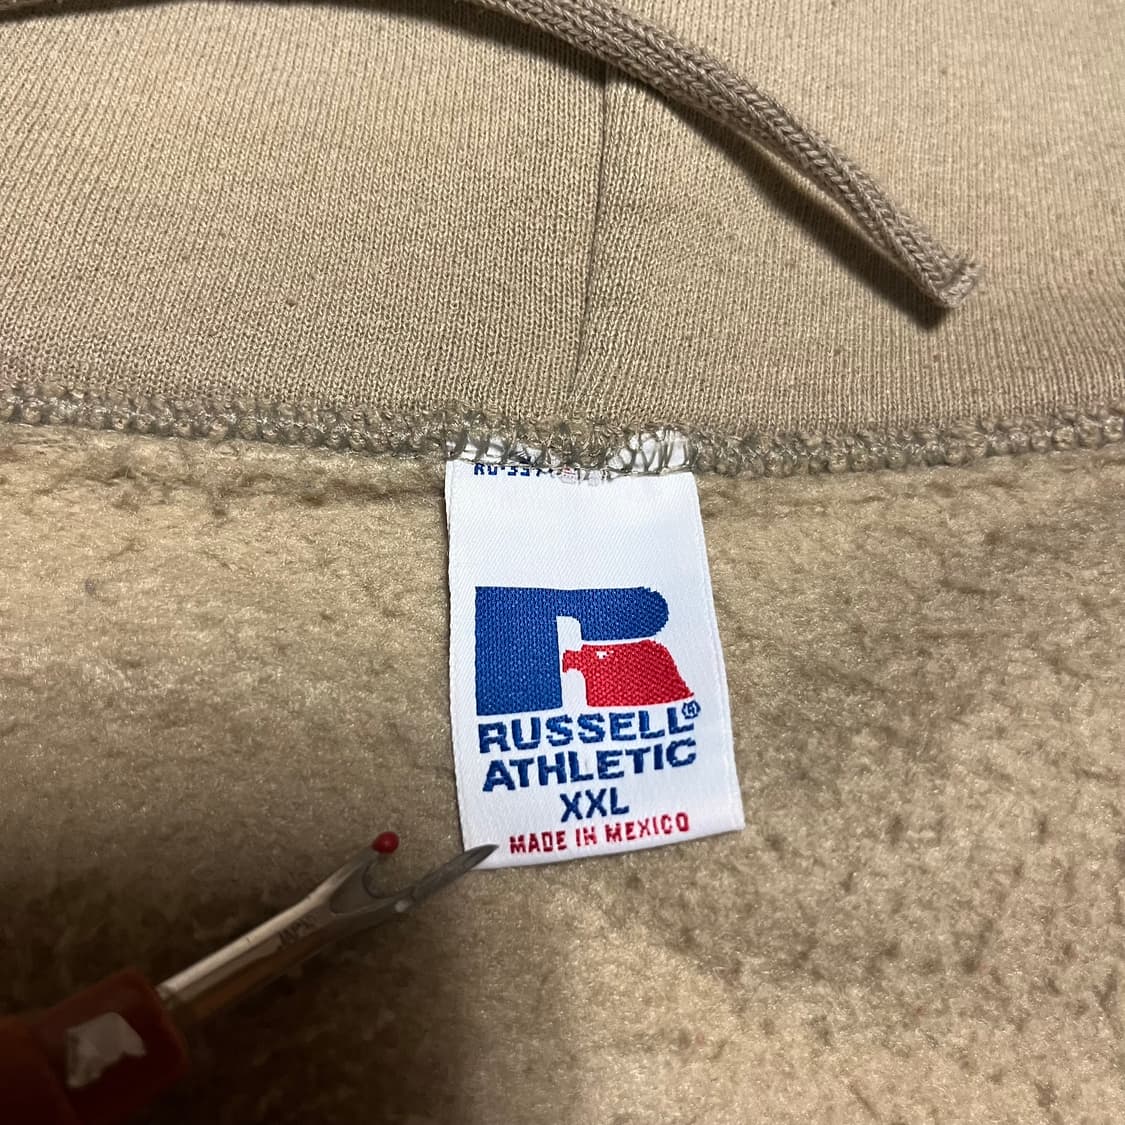 RUSSELL®
ATHLETIC
XXL
MADE IN MEXICO